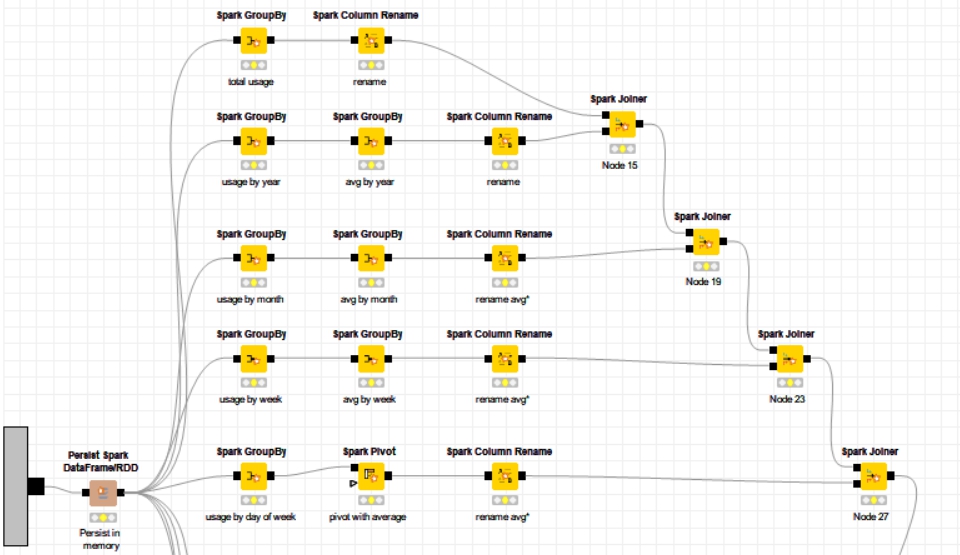 Spark GroupBy
Spark Column Rename
total usage
rename
Spark Joiner
Node 15
Spark GroupBy
Spark GroupBy
Spark Column Rename
usage by year
avg by year
rename
Spark Joiner
Node 19
Spark GroupBy
Spark GroupBy
Spark Column Rename
usage by month
avg by month
rename avg*
Spark Joiner
Node 23
Spark GroupBy
Spark GroupBy
Spark Column Rename
usage by week
avg by week
rename avg*
Spark Joiner
Node 27
Persist Spark
DataFrame/RDD
Persist in
memory
Spark GroupBy
Spark Pivot
Spark Column Rename
usage by day of week
pivot with average
rename avg*